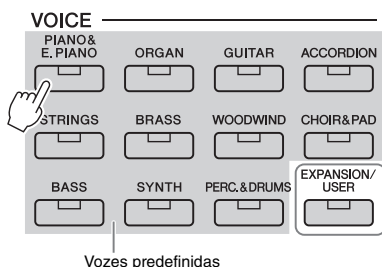 VOICE
PIANO&
E. PIANO
ORGAN
GUITAR
ACCORDION
STRINGS
BRASS
WOODWIND
CHOIR&PAD
BASS
SYNTH
PERC.&DRUMS
EXPANSION/
USER
Vozes predefinidas